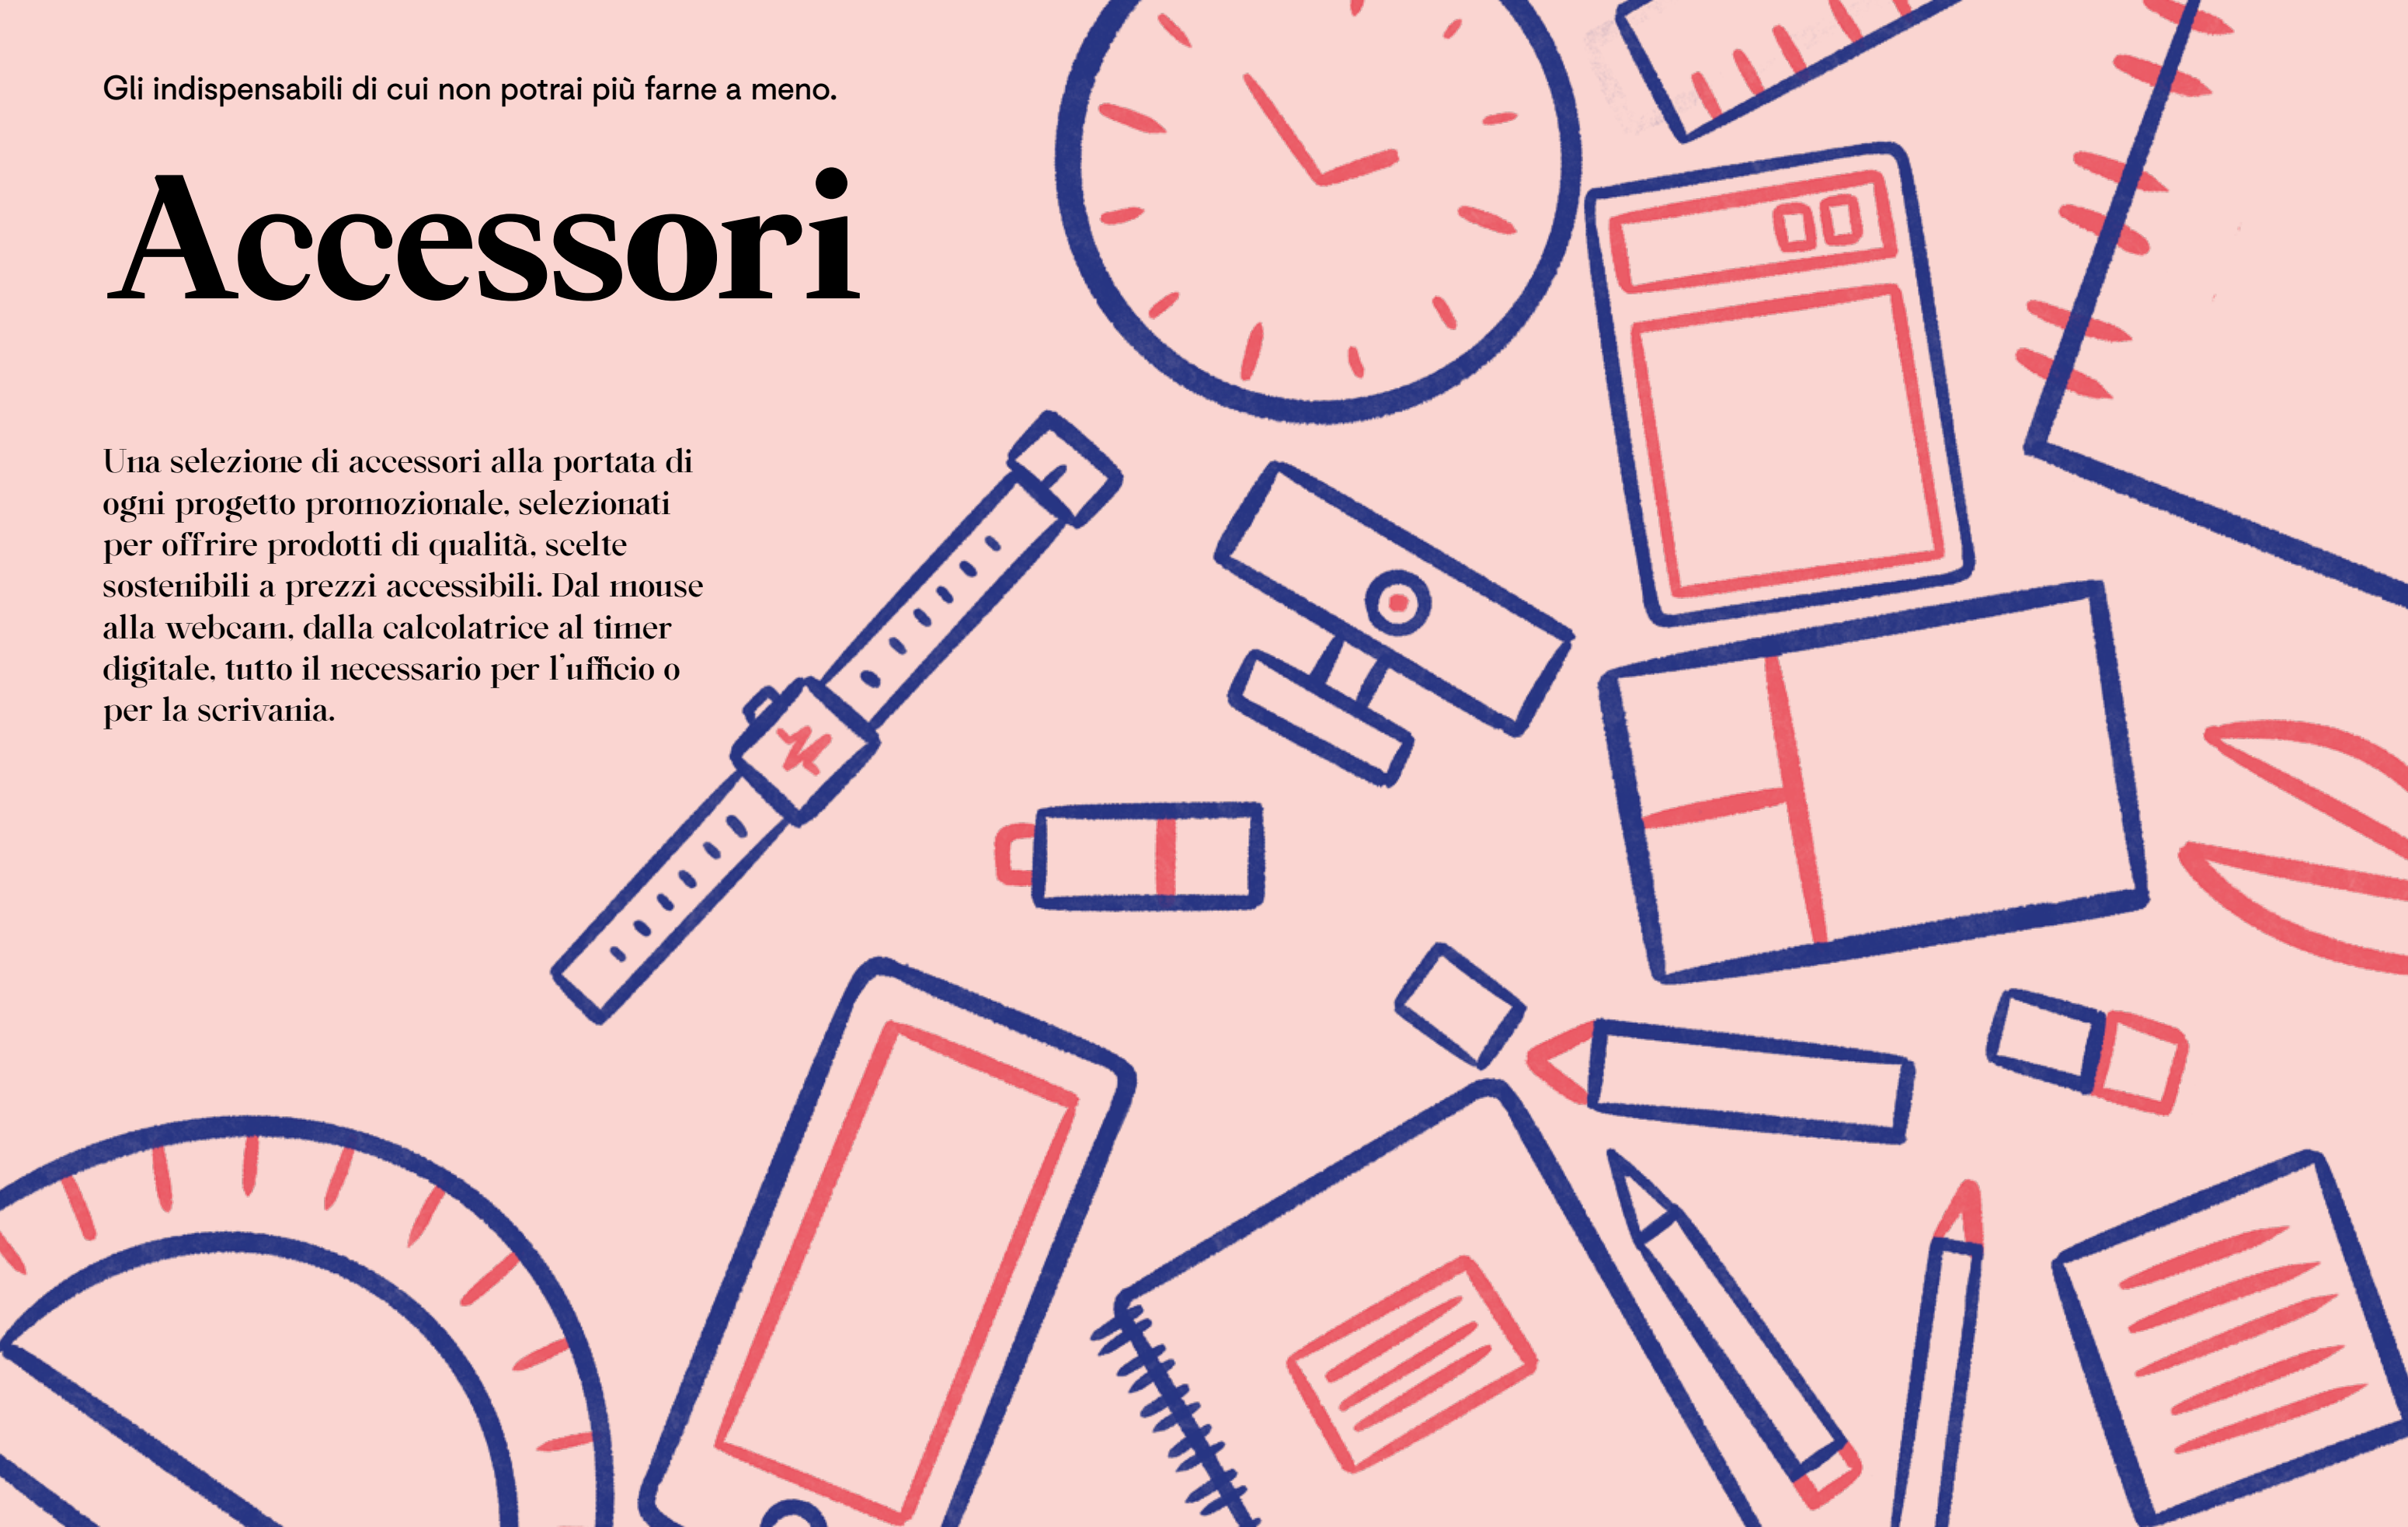 Gli indispensabili di cui non potrai più farne a meno.
Accessori
Una selezione di accessori alla portata di
ogni progetto promozionale, selezionati
per offrire prodotti di qualità, scelte
sostenibili a prezzi accessibili. Dal mouse
alla webcam, dalla calcolatrice al timer
digitale, tutto il necessario per l'ufficio o
per la scrivania.